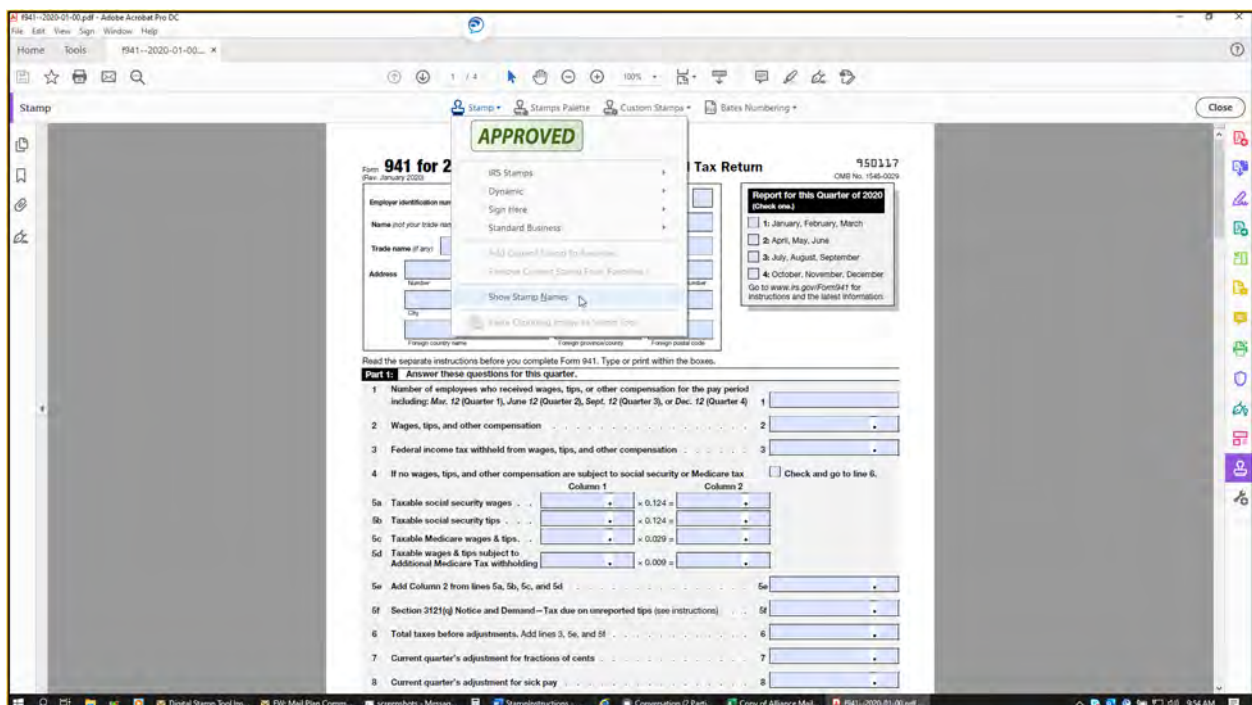 f941--2020-01-00.pdf - Adobe Acrobat Pro DC
File Edit View Sign Window Help
Home Tools f941--2020-01-00... ×
1 / 4 100%
Stamp
Stamp Stamps Palette Custom Stamps Bates Numbering
Close
APPROVED
IRS Stamps
Dynamic
Sign Here
Standard Business
Add Current Stamp to Favorites
Remove Current Stamp From Favorites
Show Stamp Names
Paste Clipboard Image as Stamp Tool
Form 941 for 2
(Rev. January 2020)
l Tax Return
950117
OMB No. 1545-0029
Employer identification num
Name (not your trade nam
Trade name (if any)
Address
Number
City
Foreign country name
Foreign province/county
Foreign postal code
Report for this Quarter of 2020
(Check one.)
1: January, February, March
2: April, May, June
3: July, August, September
4: October, November, December
Go to www.irs.gov/Form941 for
instructions and the latest information.
Read the separate instructions before you complete Form 941. Type or print within the boxes.
Part 1: Answer these questions for this quarter.
1 Number of employees who received wages, tips, or other compensation for the pay period
including: Mar. 12 (Quarter 1), June 12 (Quarter 2), Sept. 12 (Quarter 3), or Dec. 12 (Quarter 4) 1
2 Wages, tips, and other compensation . . . . . . . . . . . . . . . . . 2 .
3 Federal income tax withheld from wages, tips, and other compensation . . . . . . 3 .
4 If no wages, tips, and other compensation are subject to social security or Medicare tax Check and go to line 6.
Column 1 Column 2
5a Taxable social security wages . . . × 0.124 = .
5b Taxable social security tips . . . . × 0.124 = .
5c Taxable Medicare wages & tips. . . × 0.029 = .
5d Taxable wages & tips subject to
Additional Medicare Tax withholding . × 0.009 = .
5e Add Column 2 from lines 5a, 5b, 5c, and 5d . . . . . . . . . . . . . . 5e .
5f Section 3121(q) Notice and Demand—Tax due on unreported tips (see instructions) . . 5f .
6 Total taxes before adjustments. Add lines 3, 5e, and 5f . . . . . . . . . . . 6 .
7 Current quarter's adjustment for fractions of cents . . . . . . . . . . . . 7 .
8 Current quarter's adjustment for sick pay . . . . . . . . . . . . . . . 8 .
Digital Stamp Tool Ins... FW: Mail Plan Comm... screenshots - Messag... StampInstructions - ... Conversation (2 Parti... Copy of Alliance Mail... f941--2020-01-00.pdf ... 9:54 AM